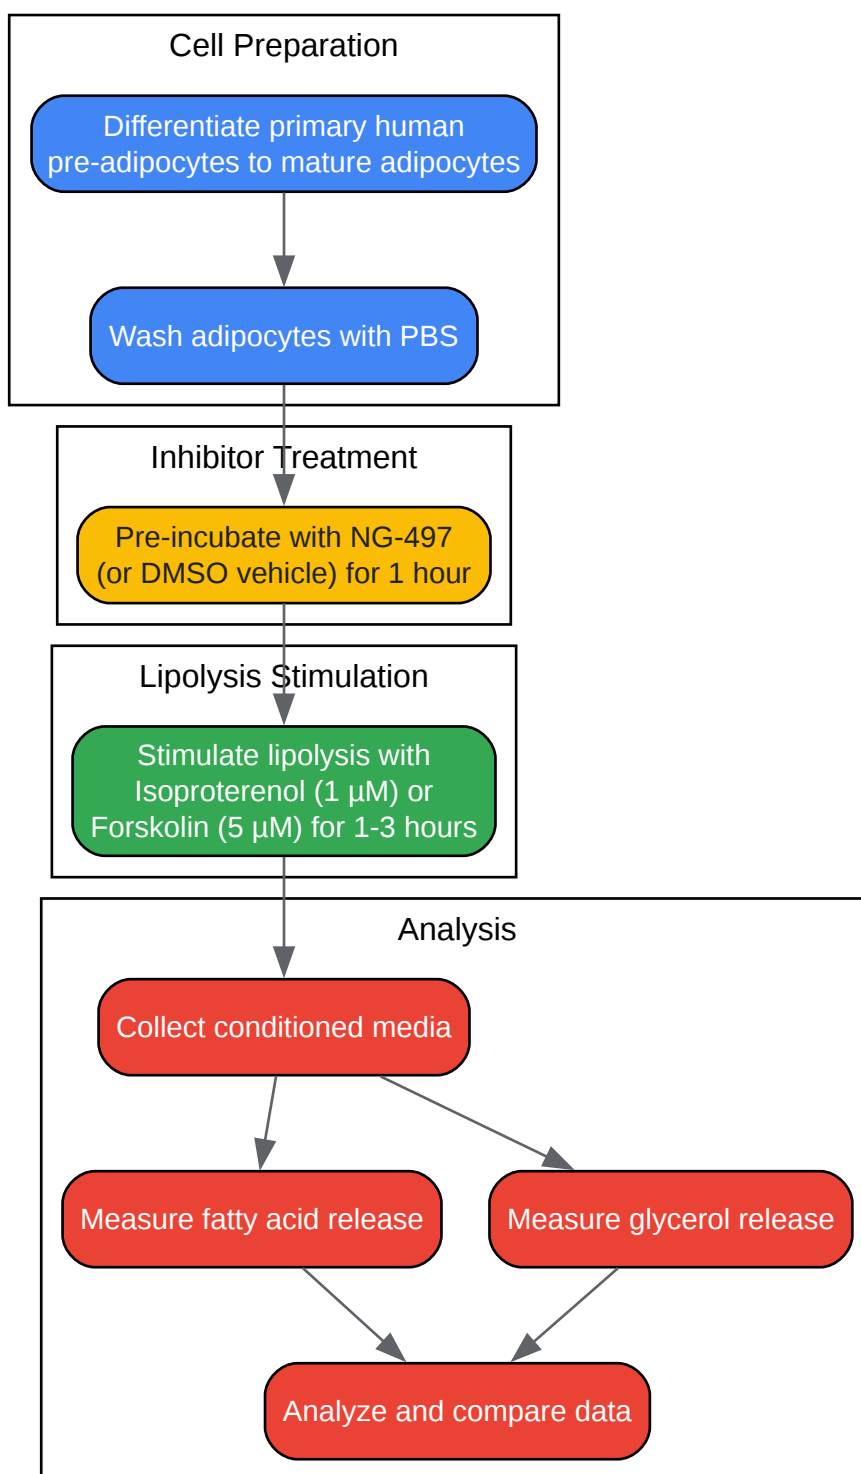 Cell Preparation
Differentiate primary human
pre-adipocytes to mature adipocytes
Wash adipocytes with PBS
Inhibitor Treatment
Pre-incubate with NG-497
(or DMSO vehicle) for 1 hour
Lipolysis Stimulation
Stimulate lipolysis with
Isoproterenol (1 µM) or
Forskolin (5 µM) for 1-3 hours
Analysis
Collect conditioned media
Measure fatty acid release
Measure glycerol release
Analyze and compare data